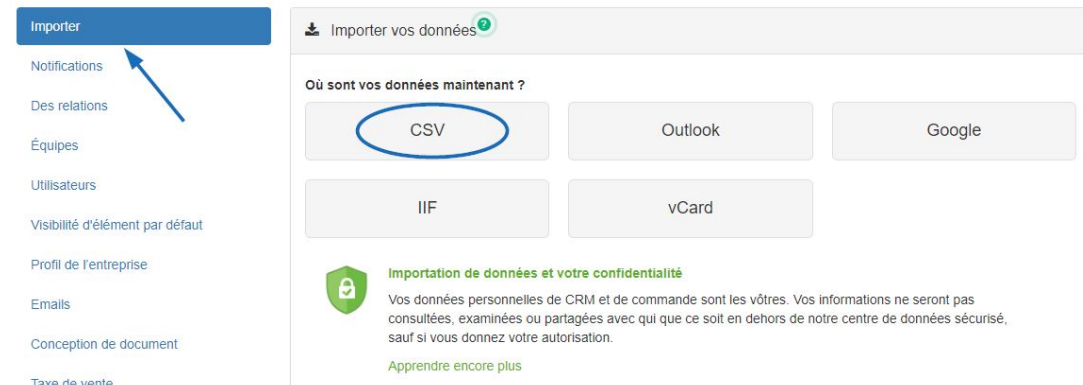 Importer
Notifications
Des relations
Équipes
Utilisateurs
Visibilité d'élément par défaut
Profil de l'entreprise
Emails
Conception de document
Taxe de vente
Importer vos données
?
Où sont vos données maintenant ?
CSV
Outlook
Google
IIF
vCard
Importation de données et votre confidentialité
Vos données personnelles de CRM et de commande sont les vôtres. Vos informations ne seront pas
consultées, examinées ou partagées avec qui que ce soit en dehors de notre centre de données sécurisé,
sauf si vous donnez votre autorisation.
Apprendre encore plus